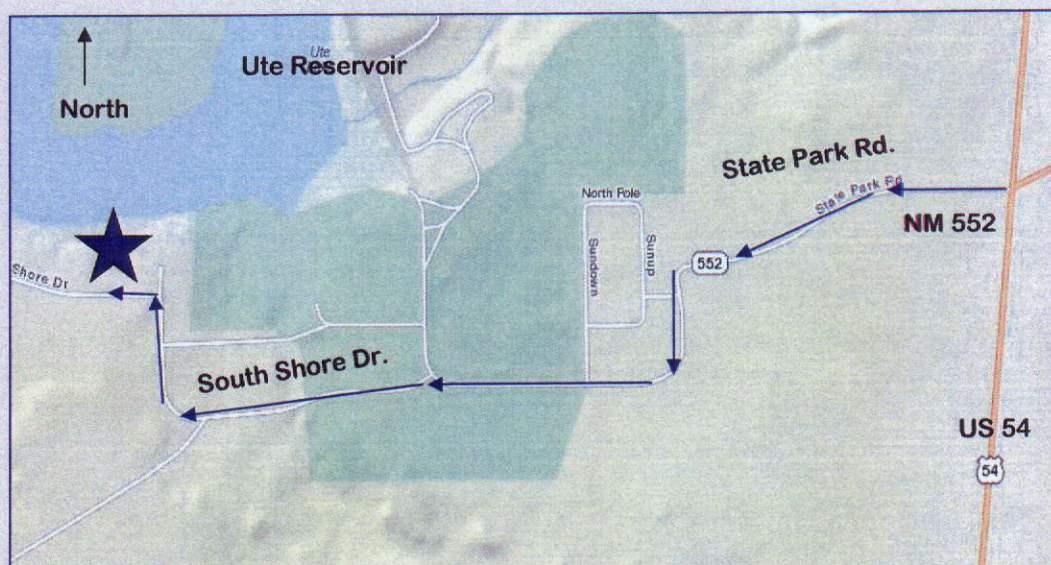 Ute
Ute Reservoir
North
State Park Rd.
State Park Rd
North Pole
NM 552
Sundown
Sunup
552
Shore Dr
South Shore Dr.
US 54
54